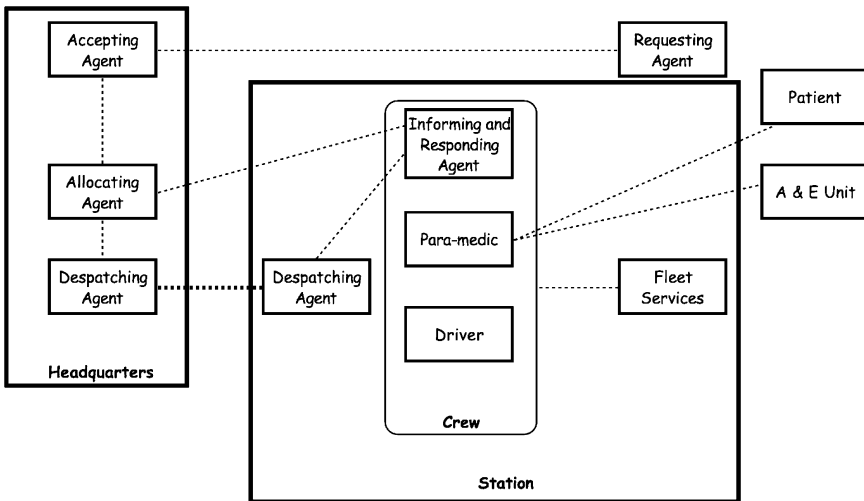 Accepting
Agent
Requesting
Agent
Patient
Informing and
Responding
Agent
Allocating
Agent
A & E Unit
Para-medic
Despatching
Agent
Despatching
Agent
Fleet
Services
Driver
Headquarters
Crew
Station